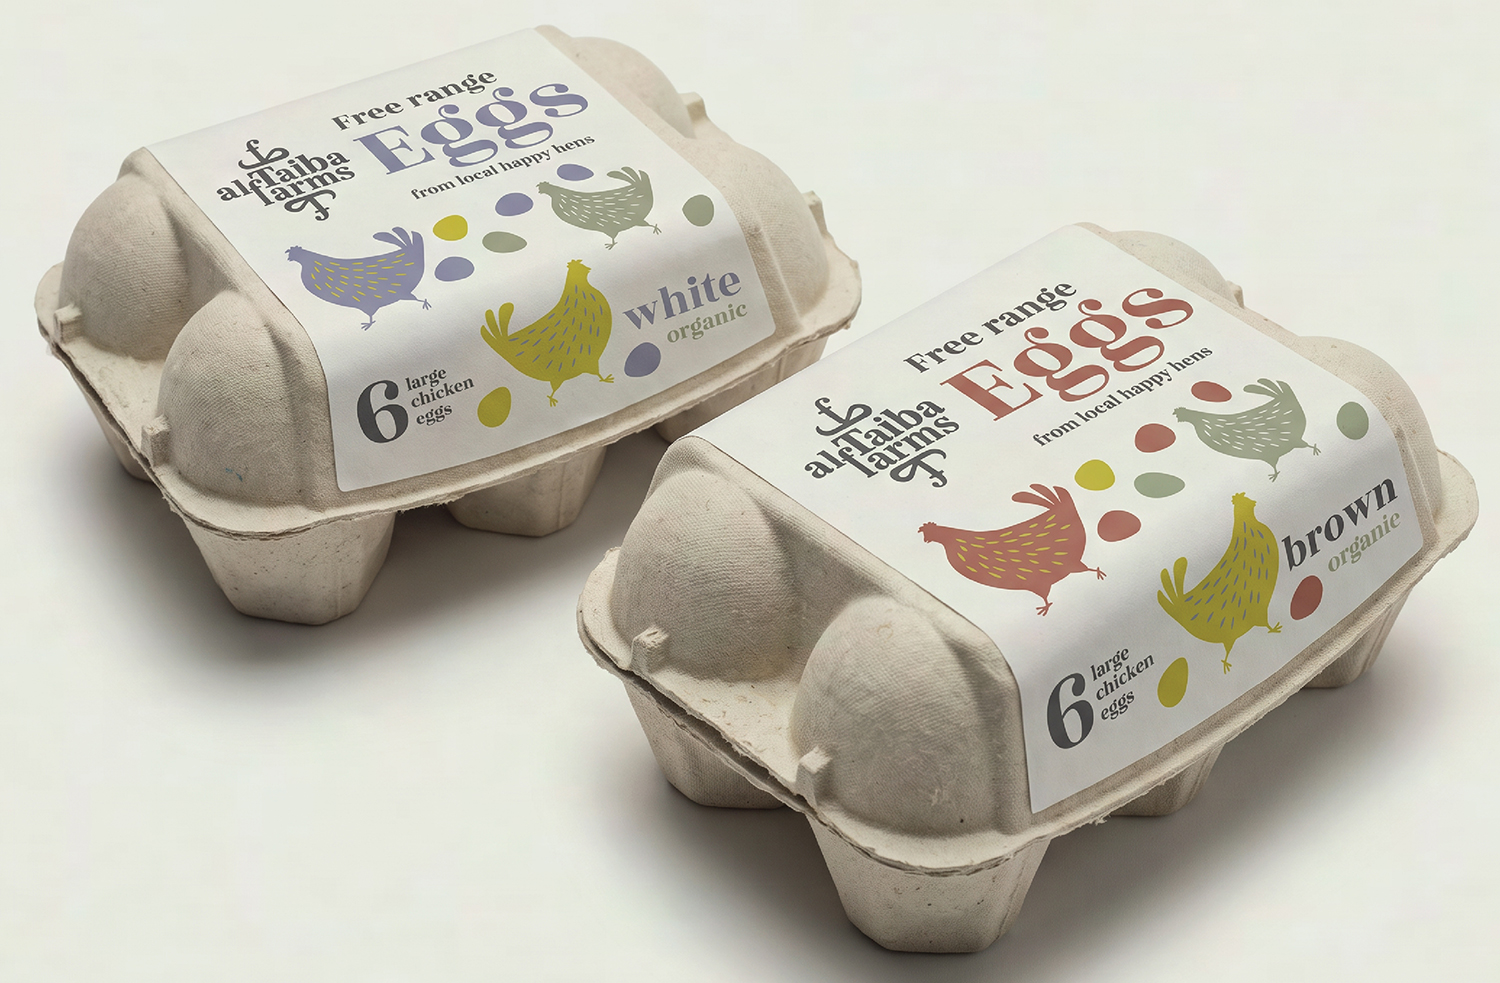 Free range
Eggs
from local happy hens
al Taiba
farms
white
organic
6
large
chicken
eggs
Free range
Eggs
from local happy hens
al Taiba
farms
brown
organic
6
large
chicken
eggs